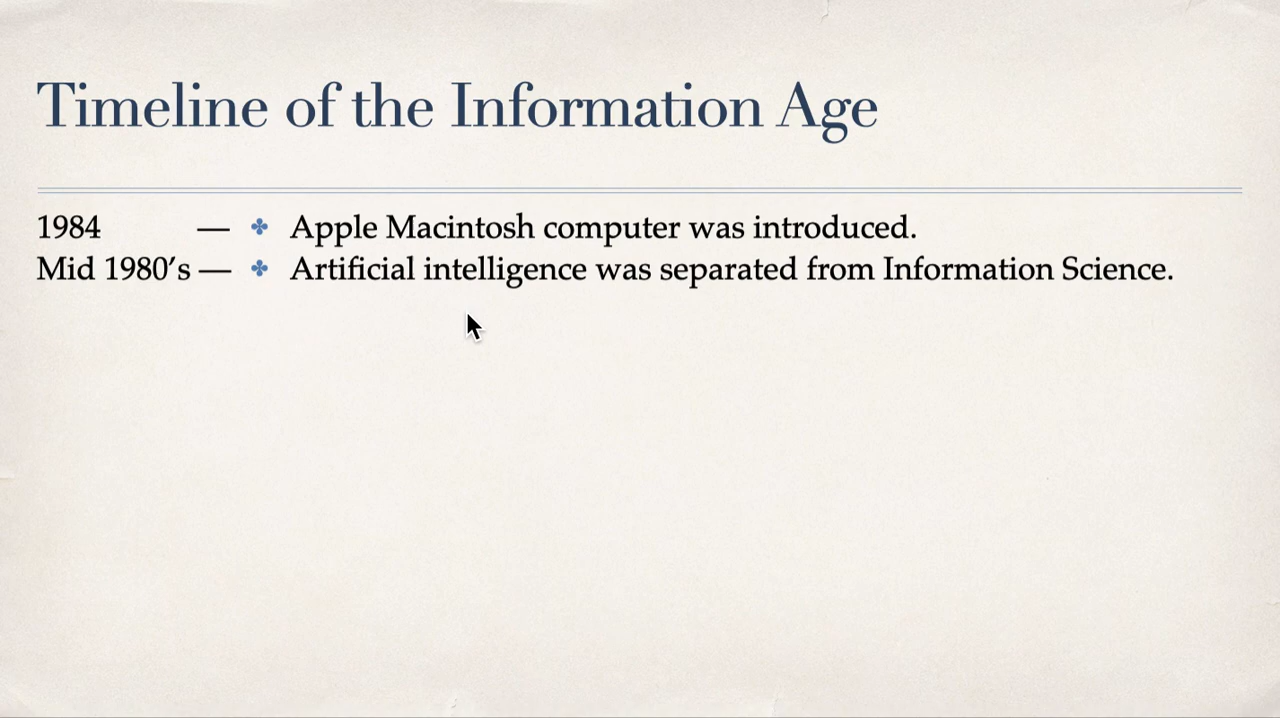 Timeline of the Information Age
1984 — ✤ Apple Macintosh computer was introduced.
Mid 1980’s — ✤ Artificial intelligence was separated from Information Science.